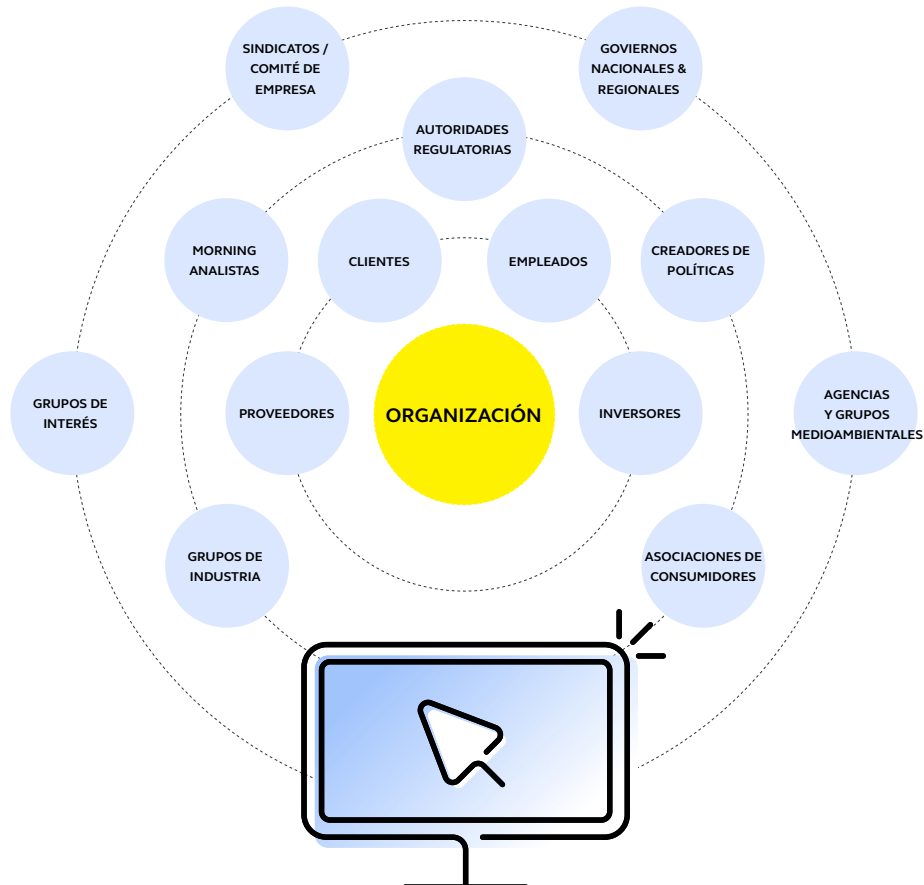 SINDICATOS /
COMITÉ DE
EMPRESA
GOVIERNOS
NACIONALES &
REGIONALES
AUTORIDADES
REGULATORIAS
MORNING
ANALISTAS
CLIENTES
EMPLEADOS
CREADORES DE
POLÍTICAS
GRUPOS DE
INTERÉS
PROVEEDORES
ORGANIZACIÓN
INVERSORES
AGENCIAS
Y GRUPOS
MEDIOAMBIENTALES
GRUPOS DE
INDUSTRIA
ASOCIACIONES DE
CONSUMIDORES